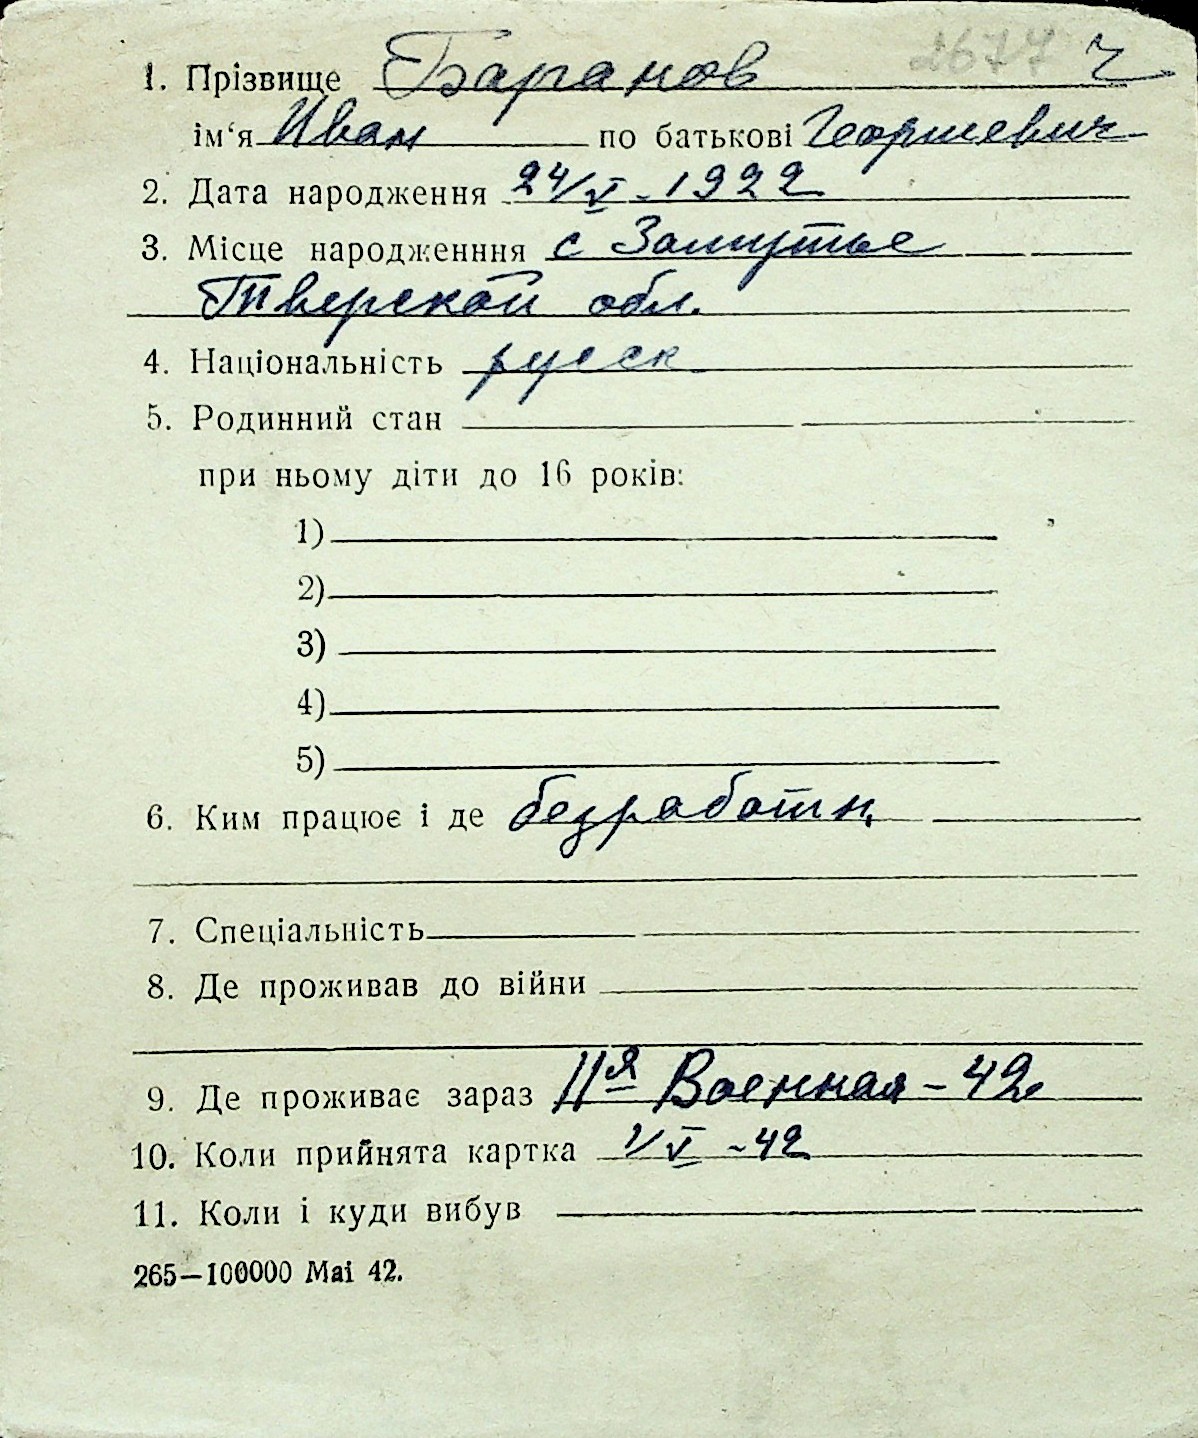 2677 ч
1. Прізвище Баранов
ім‘я Иван по батькові Георгиевич
2. Дата народження 24/V - 1922
3. Місце народженння с Замутье
Тверской обл.
4. Національність русск
5. Родинний стан
при ньому діти до 16 років:
1)
2)
3)
4)
5)
6. Ким працює і де безработн,
7. Спеціальність
8. Де проживав до війни
9. Де проживає зараз IIя Военная - 42
10. Коли прийнята картка 1/V - 42
11. Коли і куди вибув
265—100000 Mai 42.